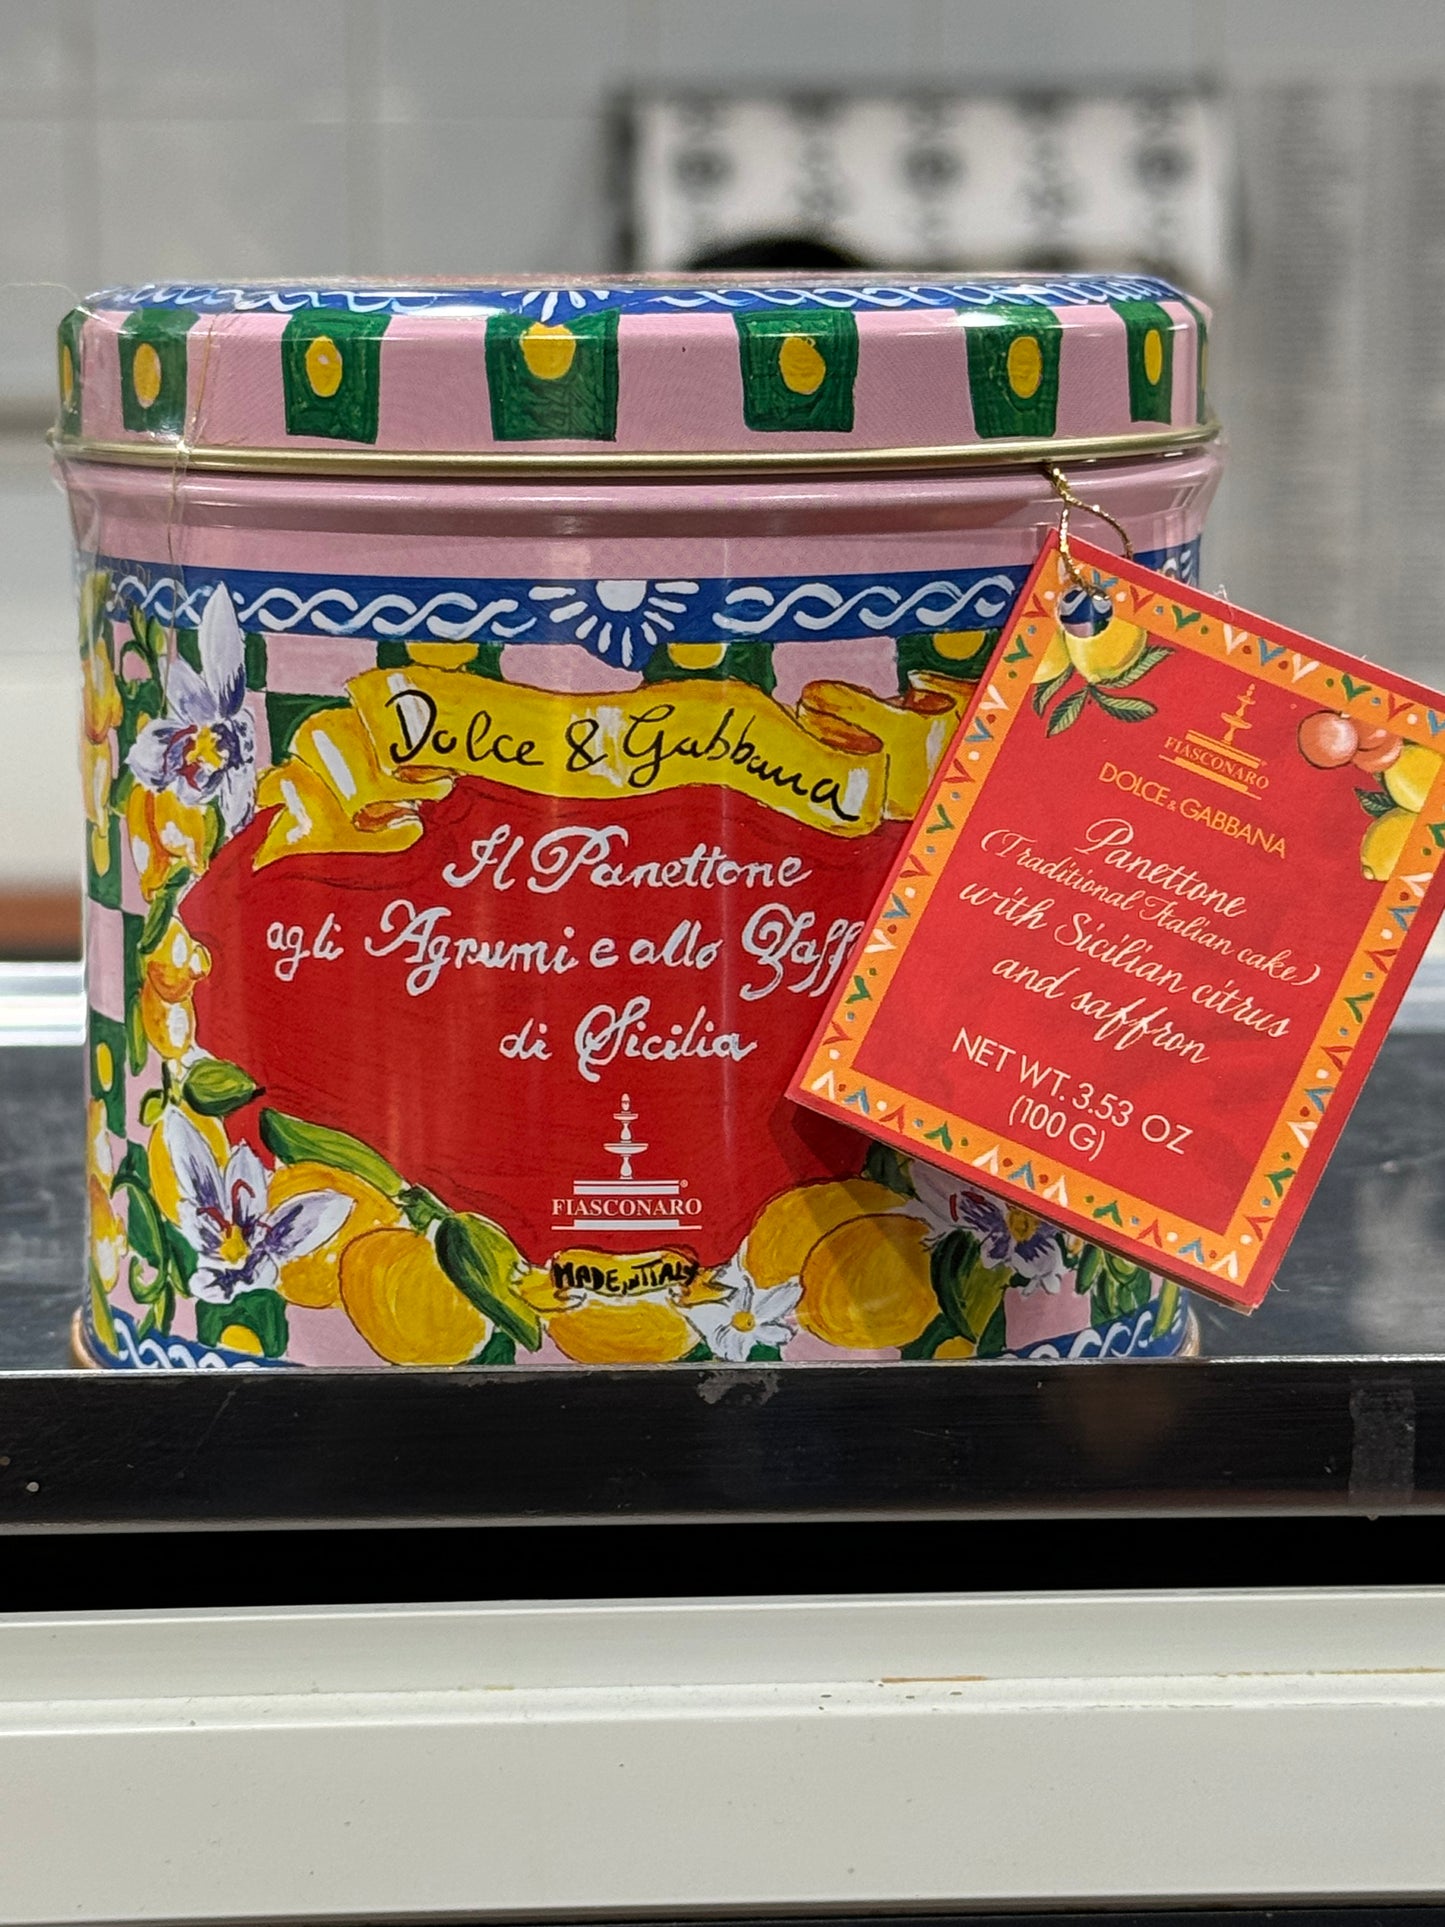 Dolce & Gabbana
Il Panettone
agli Agrumi e allo
di Sicilia
FIASCONARO
MADE IN ITALY
FIASCONARO
DOLCE & GABBANA
Panettone
(Traditional Italian cake)
with Sicilian citrus
and saffron
NET WT. 3.53 OZ
(100 G)